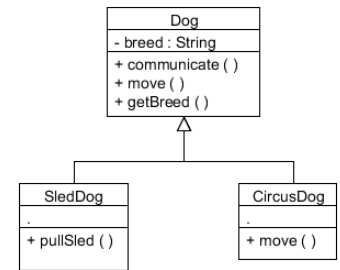 Dog
- breed : String
+ communicate ( )
+ move ( )
+ getBreed ( )
SledDog
.
+ pullSled ( )
CircusDog
.
+ move ( )